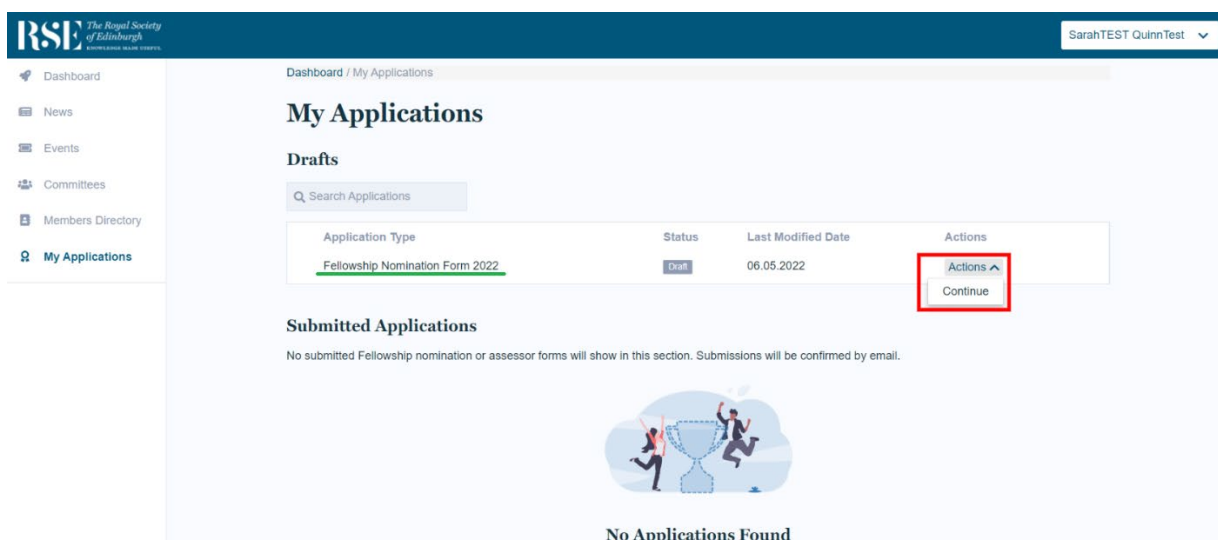 RSE
The Royal Society
of Edinburgh
KNOWLEDGE MADE USEFUL
SarahTEST QuinnTest
Dashboard
News
Events
Committees
Members Directory
My Applications
Dashboard / My Applications
My Applications
Drafts
Search Applications
Application Type Status Last Modified Date Actions
Fellowship Nomination Form 2022 Draft 06.05.2022 Actions
Continue
Submitted Applications
No submitted Fellowship nomination or assessor forms will show in this section. Submissions will be confirmed by email.
No Applications Found